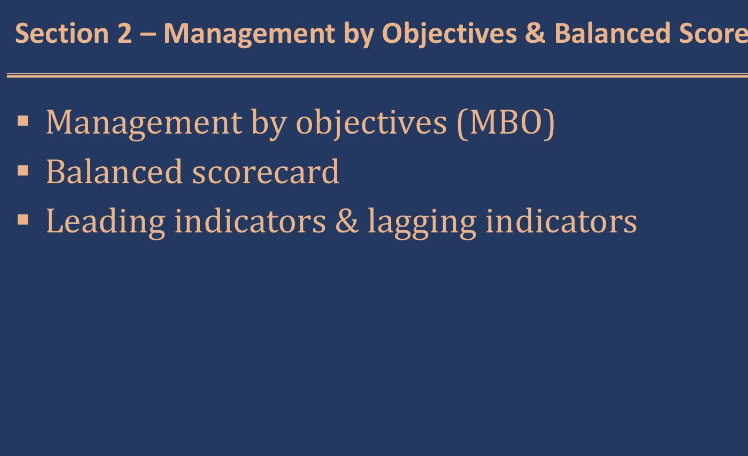 Section 2 – Management by Objectives & Balanced Score
▪ Management by objectives (MBO)
▪ Balanced scorecard
▪ Leading indicators & lagging indicators